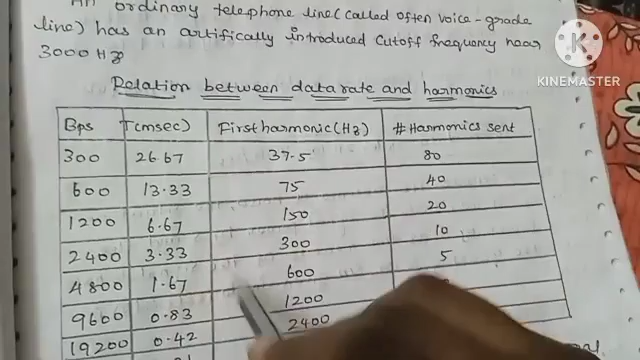 An ordinary telephone line (called often voice-grade
line) has an artifically introduced cutoff frequency near
3000 Hz
KINEMASTER
Relation between data rate and harmonics
Bps T(msec) First harmonic (Hz) # Harmonics sent
300 26.67 37.5 80
600 13.33 75 40
1200 6.67 150 20
2400 3.33 300 10
4800 1.67 600 5
9600 0.83 1200
19200 0.42 2400